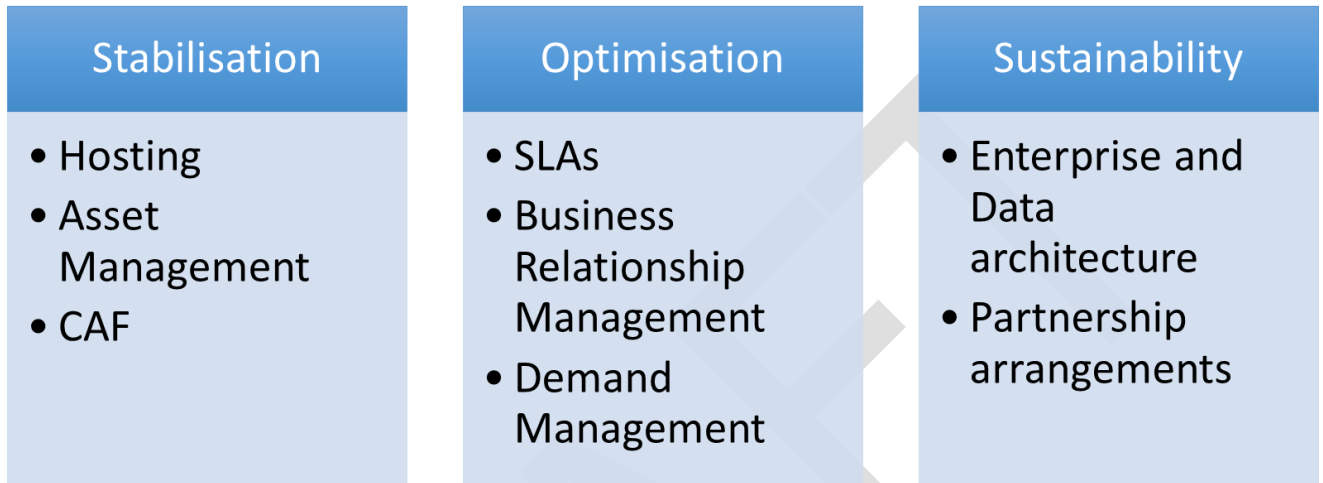 Stabilisation
• Hosting
• Asset
Management
• CAF
Optimisation
• SLAs
• Business
Relationship
Management
• Demand
Management
Sustainability
• Enterprise and
Data
architecture
• Partnership
arrangements